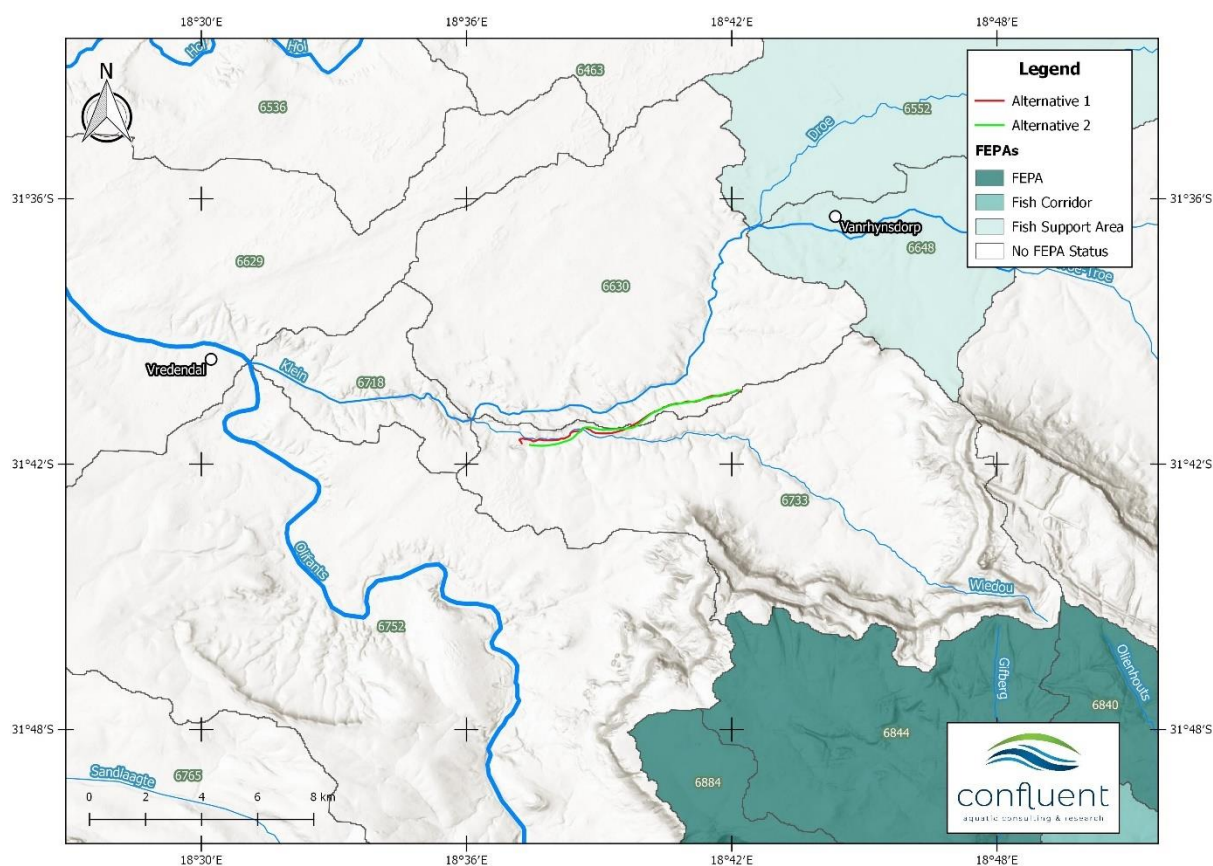 18°30'E 18°36'E 18°42'E 18°48'E
Hol
Hol
N
6463
6536
6552
Droe
Legend
Alternative 1
Alternative 2
FEPAs
FEPA
Fish Corridor
Fish Support Area
No FEPA Status
31°36'S 31°36'S
Vanrhynsdorp
6648
6629
6630
Vredendal
Klein
6718
31°42'S 31°42'S
6733
Olifants
Wiedou
6752
Gifberg
Olienhouts
6840
6844
31°48'S 31°48'S
Sandlaagte
6765
6884
0 2 4 6 8 km
confluent
aquatic consulting & research
18°30'E 18°36'E 18°42'E 18°48'E